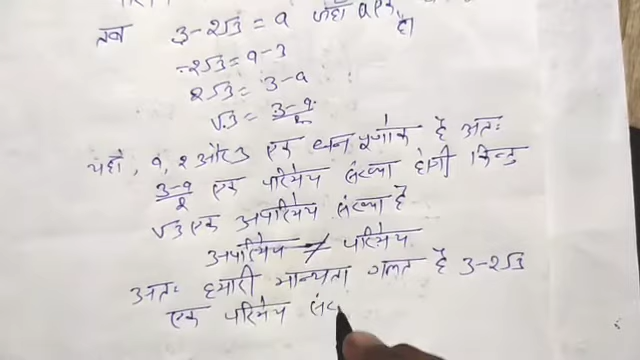 तब 3-2√3 = a जहाँ a एक
है।
-2√3 = a-3
2√3 = 3-a
√3 = 3-a/2
यहाँ, a, 2 और 3 एक धन पूर्णांक है अतः
3-a/2 एक परिमेय संख्या होगी किन्तु
√3 एक अपरिमेय संख्या है
अपरिमेय ≠ परिमेय
अतः हमारी मान्यता गलत है 3-2√3
एक परिमेय संख